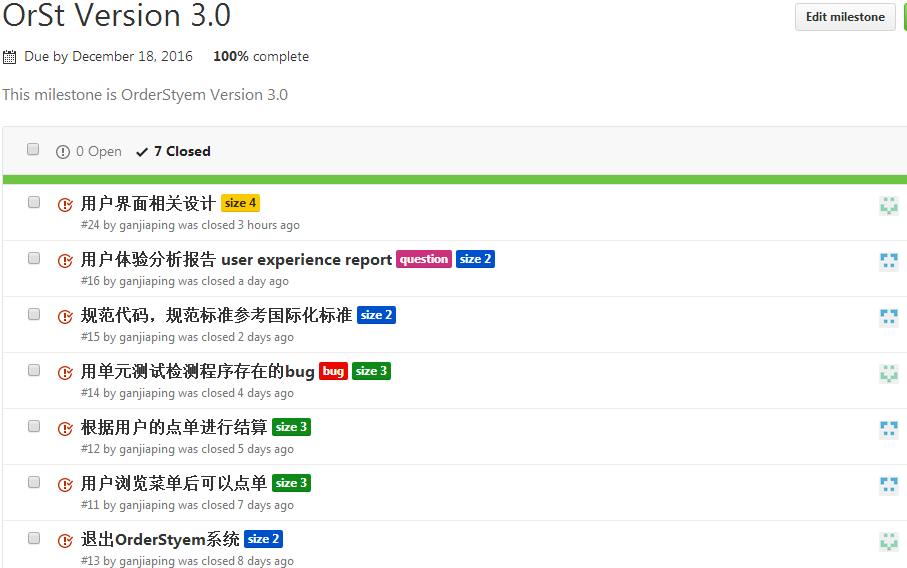 OrSt Version 3.0
Edit milestone
Due by December 18, 2016 100% complete
This milestone is OrderStyem Version 3.0
0 Open 7 Closed
用户界面相关设计 size 4
#24 by ganjiaping was closed 3 hours ago
用户体验分析报告 user experience report question size 2
#16 by ganjiaping was closed a day ago
规范代码，规范标准参考国际化标准 size 2
#15 by ganjiaping was closed 2 days ago
用单元测试检测程序存在的bug bug size 3
#14 by ganjiaping was closed 4 days ago
根据用户的点单进行结算 size 3
#12 by ganjiaping was closed 5 days ago
用户浏览菜单后可以点单 size 3
#11 by ganjiaping was closed 7 days ago
退出OrderStyem系统 size 2
#13 by ganjiaping was closed 8 days ago